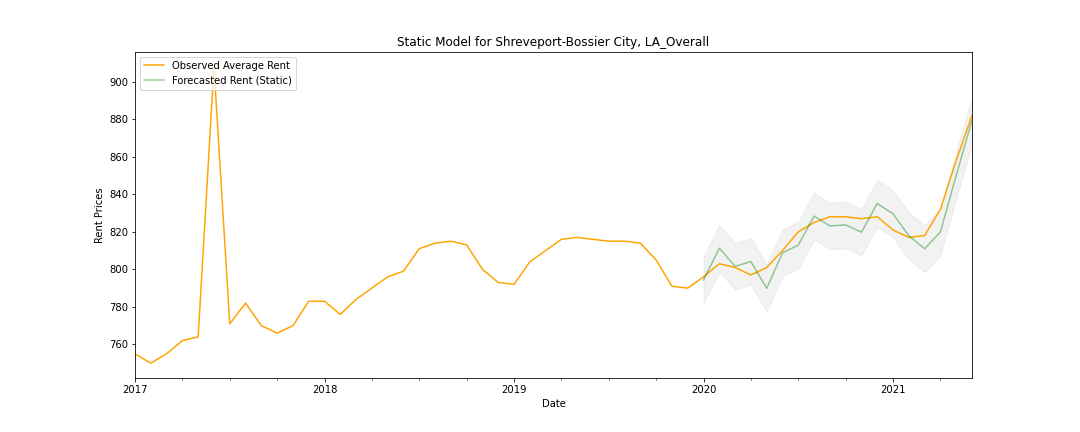 Static Model for Shreveport-Bossier City, LA_Overall
Observed Average Rent
Forecasted Rent (Static)
900
880
860
840
820
800
780
760
Rent Prices
2017
2018
2019
2020
2021
Date